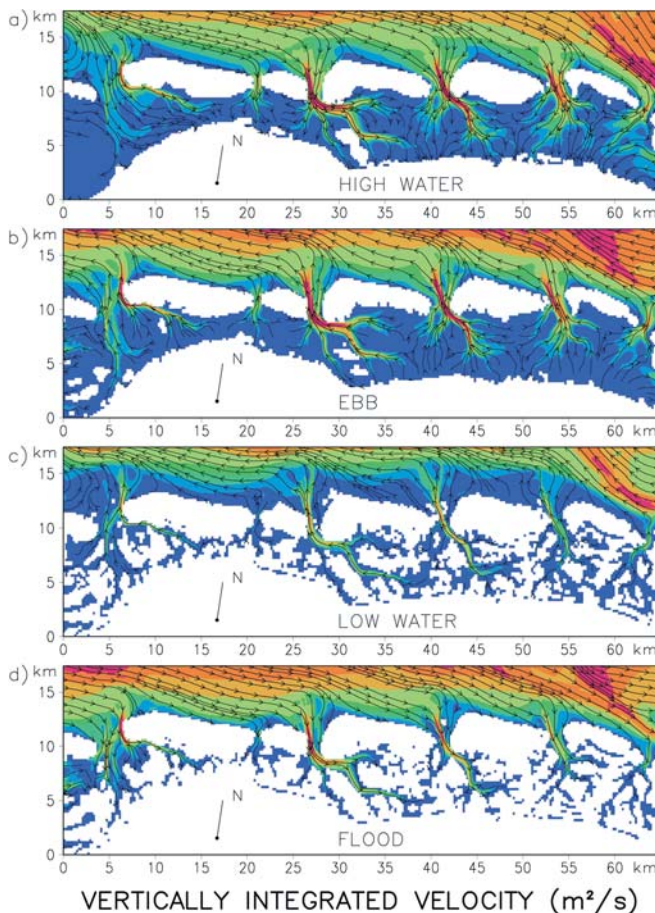 a) km
15
10
5
0
N
HIGH WATER
0 5 10 15 20 25 30 35 40 45 50 55 60 km
b) km
15
10
5
0
N
EBB
0 5 10 15 20 25 30 35 40 45 50 55 60 km
c) km
15
10
5
0
N
LOW WATER
0 5 10 15 20 25 30 35 40 45 50 55 60 km
d) km
15
10
5
0
N
FLOOD
0 5 10 15 20 25 30 35 40 45 50 55 60 km
VERTICALLY INTEGRATED VELOCITY (m²/s)